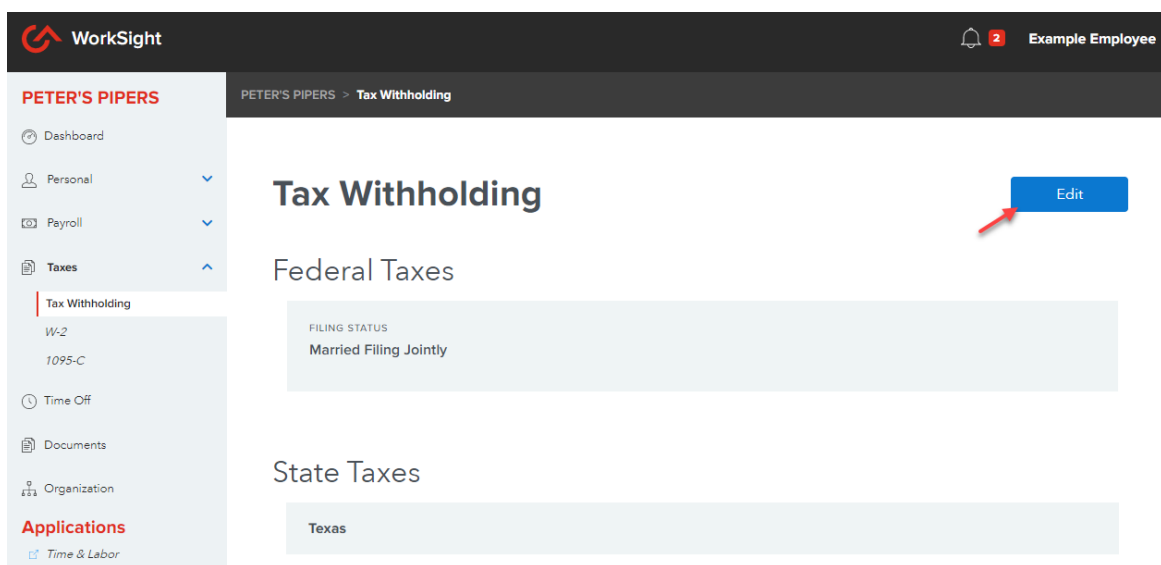 WorkSight
2
Example Employee
PETER'S PIPERS
Dashboard
Personal
Payroll
Taxes
Tax Withholding
W-2
1095-C
Time Off
Documents
Organization
Applications
Time & Labor
PETER'S PIPERS > Tax Withholding
Tax Withholding
Edit
Federal Taxes
FILING STATUS
Married Filing Jointly
State Taxes
Texas